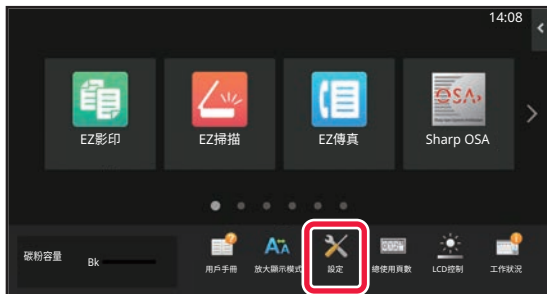 14:08
EZ影印
EZ掃描
EZ傳真
OSA
Sharp OSA
碳粉容量
Bk
用戶手冊
放大顯示模式
設定
總使用頁數
LCD控制
工作狀況